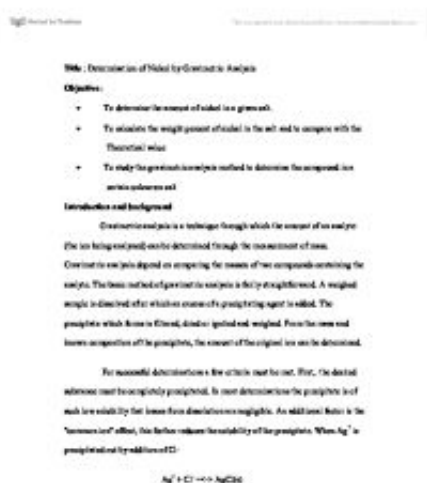 Title : Determination of Nickel by Gravimetric Analysis
Objective:
• To determine the amount of nickel in a given salt.
• To calculate the weight percent of nickel in the salt and to compare with the
Theoretical value
• To study the gravimetric analysis method to determine the compound in a
certain unknown salt
Introduction and background
Gravimetric analysis is a technique through which the amount of an analyte
(the ion being analyzed) can be determined through the measurement of mass.
Gravimetric analysis depend on comparing the masses of two compounds containing the
analyte. The basic method of gravimetric analysis is fairly straightforward. A weighed
sample is dissolved after which an excess of a precipitating agent is added. The
precipitate which forms is filtered, dried or ignited and weighed. From the mass and
known composition of the precipitate, the amount of the original ion can be determined.
For successful determinations a few criteria must be met. First, the desired
substance must be completely precipitated. In most determinations the precipitate is of
such low solubility that losses from dissolution are negligible. An additional factor is the
"common ion" effect, this further reduces the solubility of the precipitate. When Ag⁺ is
precipitated out by addition of Cl⁻
Ag⁺ + Cl⁻ <-> AgCl(s)